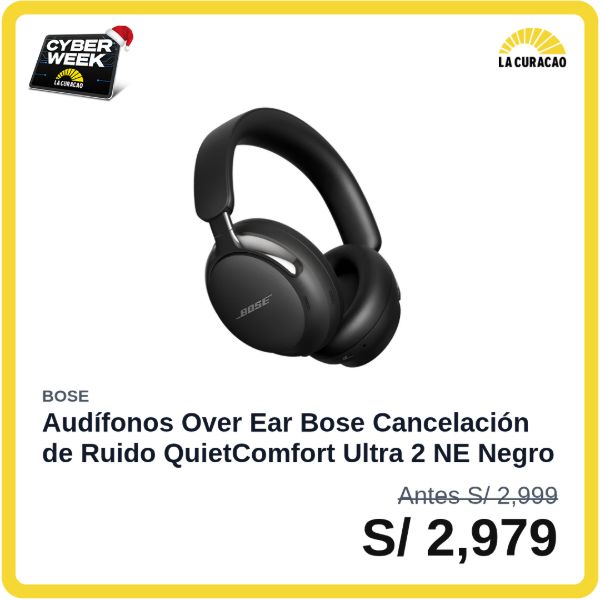 CYBER
WEEK
LA CURACAO
LA CURACAO
BOSE
BOSE
Audífonos Over Ear Bose Cancelación
de Ruido QuietComfort Ultra 2 NE Negro
Antes S/ 2,999
S/ 2,979